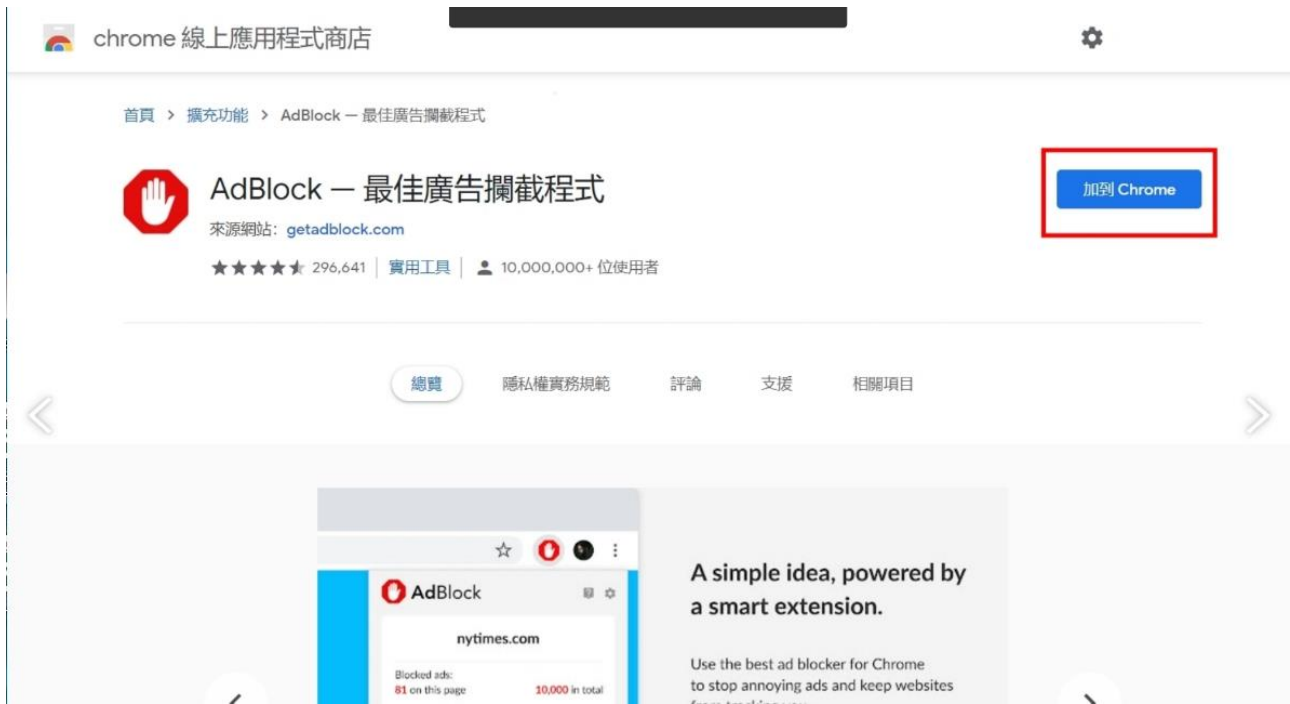 chrome 線上應用程式商店
首頁 > 擴充功能 > AdBlock — 最佳廣告攔截程式
AdBlock — 最佳廣告攔截程式
加到 Chrome
來源網站: getadblock.com
296,641 | 實用工具 | 10,000,000+ 位使用者
總覽 隱私權實務規範 評論 支援 相關項目
AdBlock
nytimes.com
Blocked ads:
81 on this page 10,000 in total
A simple idea, powered by
a smart extension.
Use the best ad blocker for Chrome
to stop annoying ads and keep websites
from tracking you